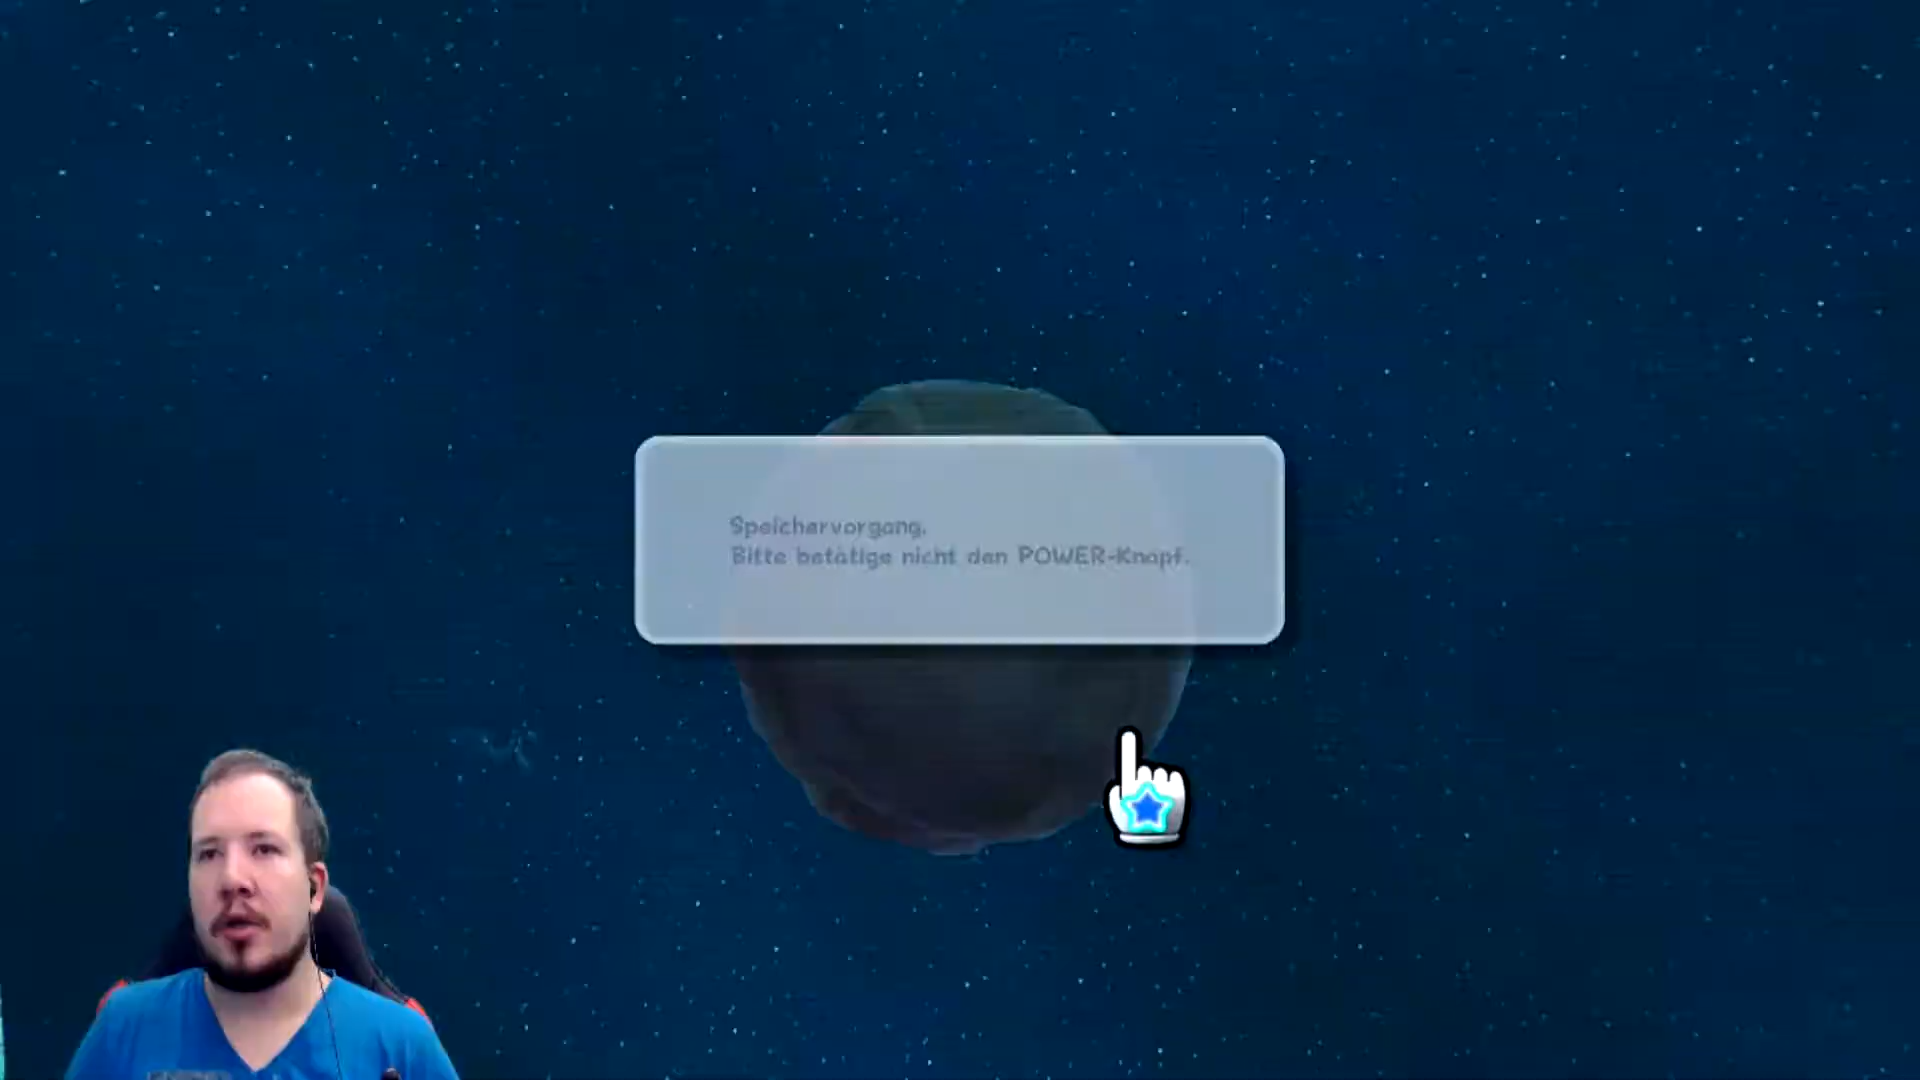 Speichervorgang.
Bitte betätige nicht den POWER-Knopf.